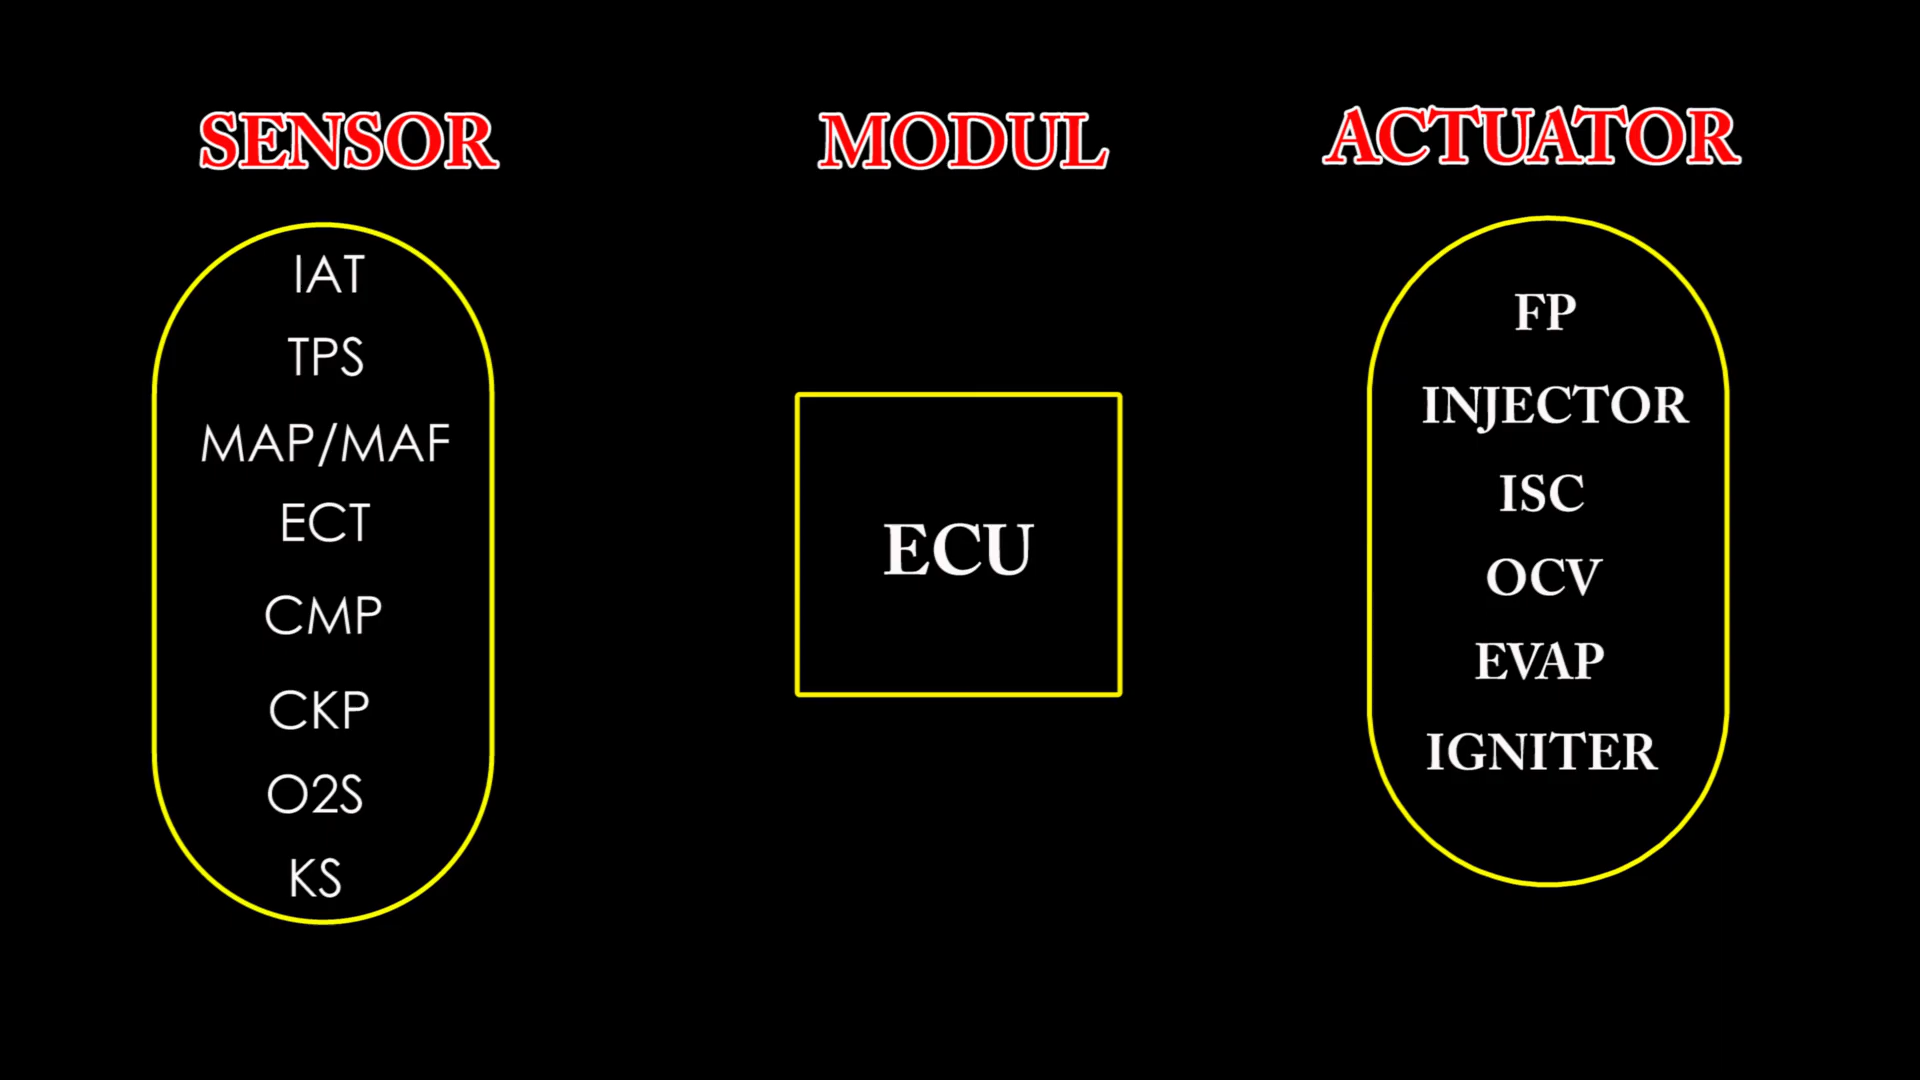 SENSOR
MODUL
ACTUATOR
IAT
TPS
MAP/MAF
ECT
CMP
CKP
O2S
KS
ECU
FP
INJECTOR
ISC
OCV
EVAP
IGNITER